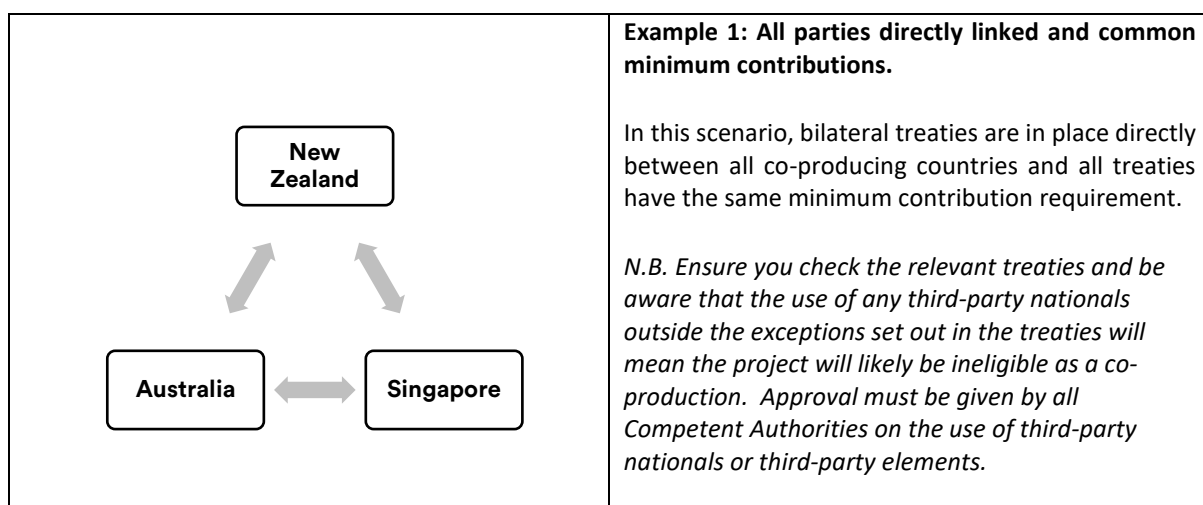 New
Zealand
Australia
Singapore
Example 1: All parties directly linked and common
minimum contributions.
In this scenario, bilateral treaties are in place directly
between all co-producing countries and all treaties
have the same minimum contribution requirement.
N.B. Ensure you check the relevant treaties and be
aware that the use of any third-party nationals
outside the exceptions set out in the treaties will
mean the project will likely be ineligible as a co-
production.  Approval must be given by all
Competent Authorities on the use of third-party
nationals or third-party elements.